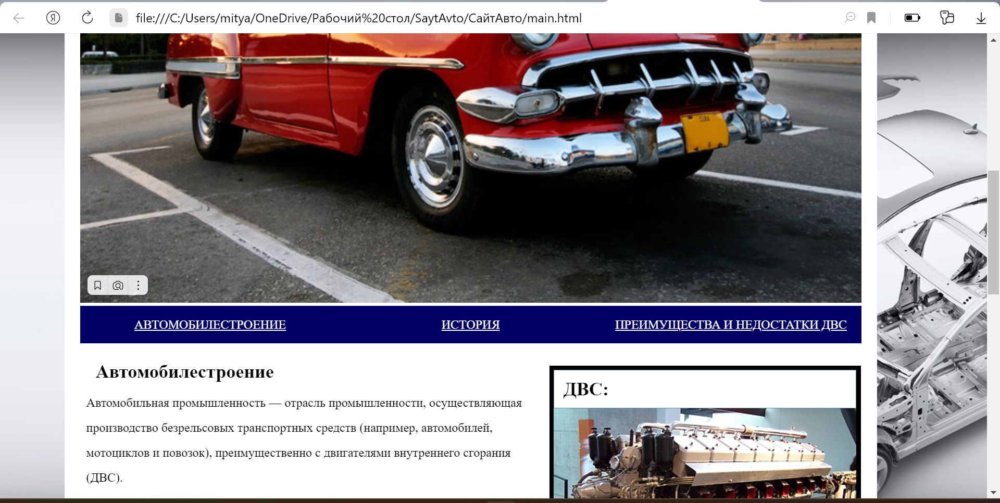 file:///C:/Users/mitya/OneDrive/Рабочий%20стол/SaytAvto/СайтАвто/main.html
CUBA
АВТОМОБИЛЕСТРОЕНИЕ ИСТОРИЯ ПРЕИМУЩЕСТВА И НЕДОСТАТКИ ДВС
Автомобилестроение
Автомобильная промышленность — отрасль промышленности, осуществляющая
производство безрельсовых транспортных средств (например, автомобилей,
мотоциклов и повозок), преимущественно с двигателями внутреннего сгорания
(ДВС).
ДВС: